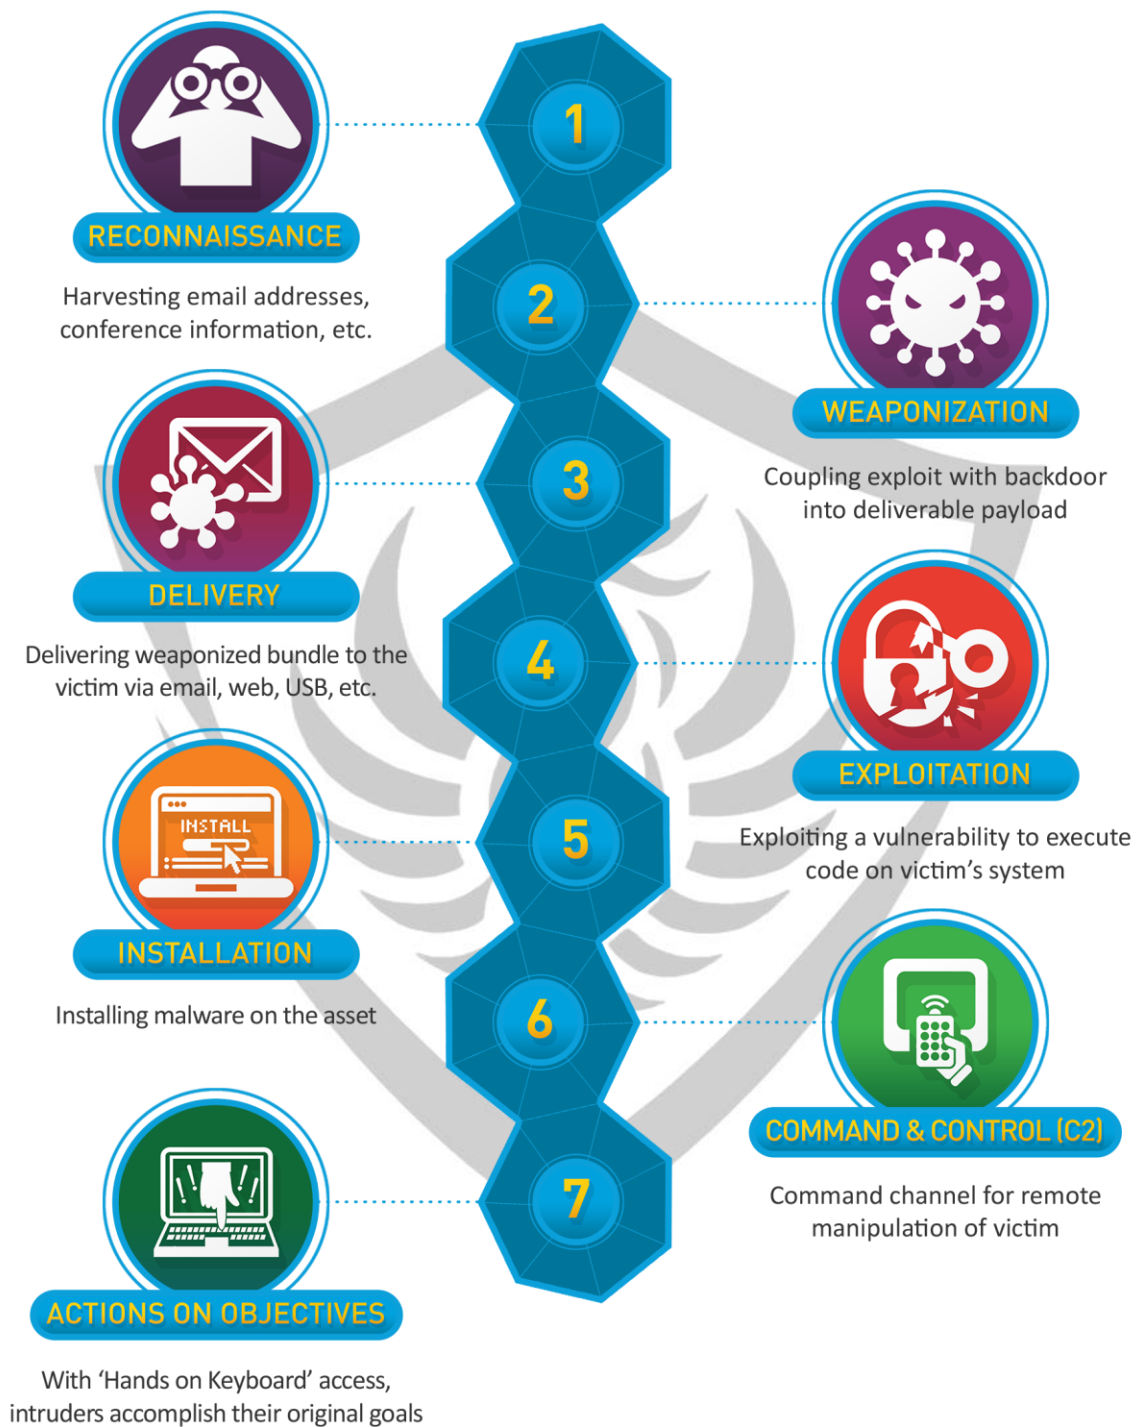 1
RECONNAISSANCE
Harvesting email addresses,
conference information, etc.
2
WEAPONIZATION
Coupling exploit with backdoor
into deliverable payload
3
DELIVERY
Delivering weaponized bundle to the
victim via email, web, USB, etc.
4
EXPLOITATION
Exploiting a vulnerability to execute
code on victim’s system
5
INSTALL
INSTALLATION
Installing malware on the asset
6
COMMAND & CONTROL (C2)
Command channel for remote
manipulation of victim
7
ACTIONS ON OBJECTIVES
With ‘Hands on Keyboard’ access,
intruders accomplish their original goals